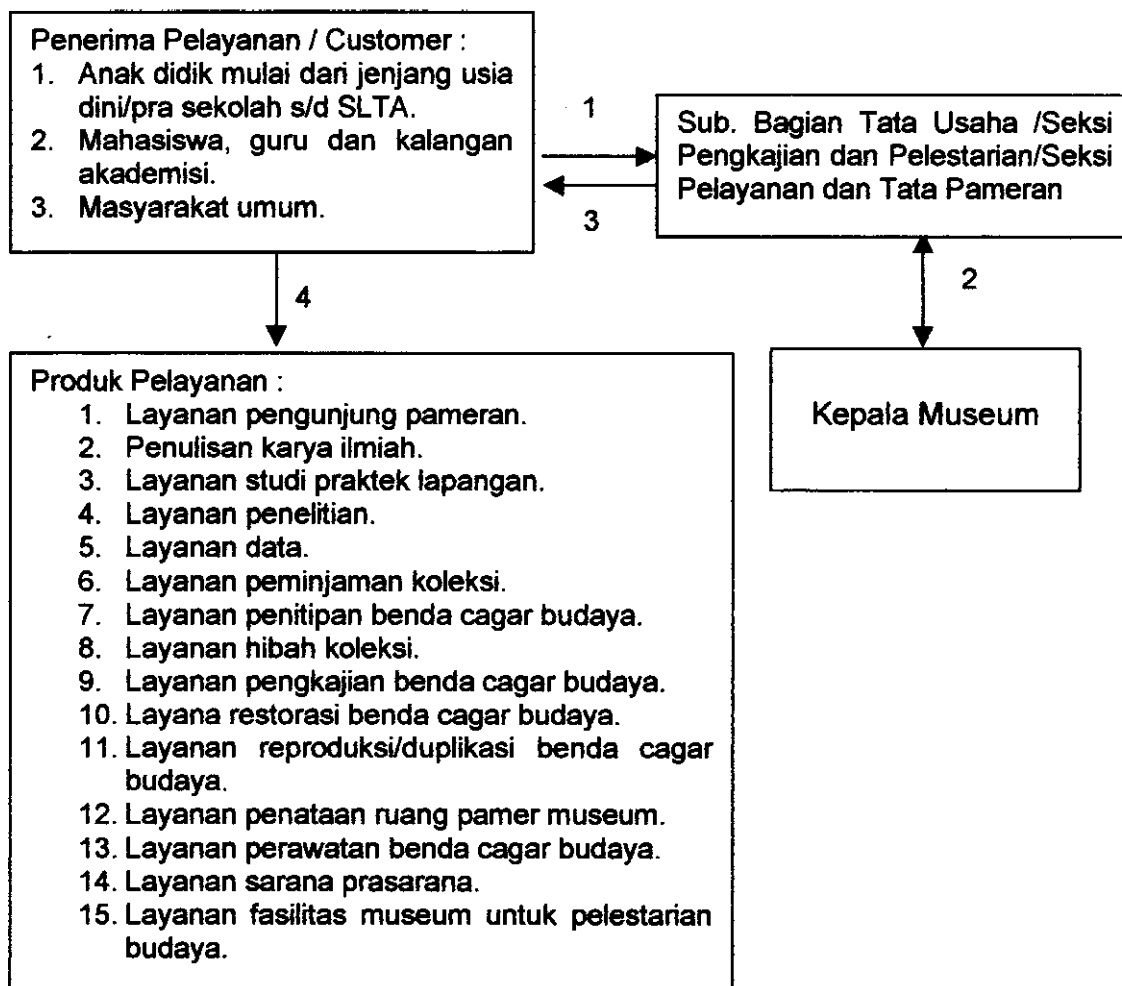 Penerima Pelayanan / Customer :
1. Anak didik mulai dari jenjang usia
dini/pra sekolah s/d SLTA.
2. Mahasiswa, guru dan kalangan
akademisi.
3. Masyarakat umum.
1
3
Sub. Bagian Tata Usaha /Seksi
Pengkajian dan Pelestarian/Seksi
Pelayanan dan Tata Pameran
4
2
Kepala Museum
Produk Pelayanan :
1. Layanan pengunjung pameran.
2. Penulisan karya ilmiah.
3. Layanan studi praktek lapangan.
4. Layanan penelitian.
5. Layanan data.
6. Layanan peminjaman koleksi.
7. Layanan penitipan benda cagar budaya.
8. Layanan hibah koleksi.
9. Layanan pengkajian benda cagar budaya.
10. Layana restorasi benda cagar budaya.
11. Layanan reproduksi/duplikasi benda cagar
budaya.
12. Layanan penataan ruang pamer museum.
13. Layanan perawatan benda cagar budaya.
14. Layanan sarana prasarana.
15. Layanan fasilitas museum untuk pelestarian
budaya.